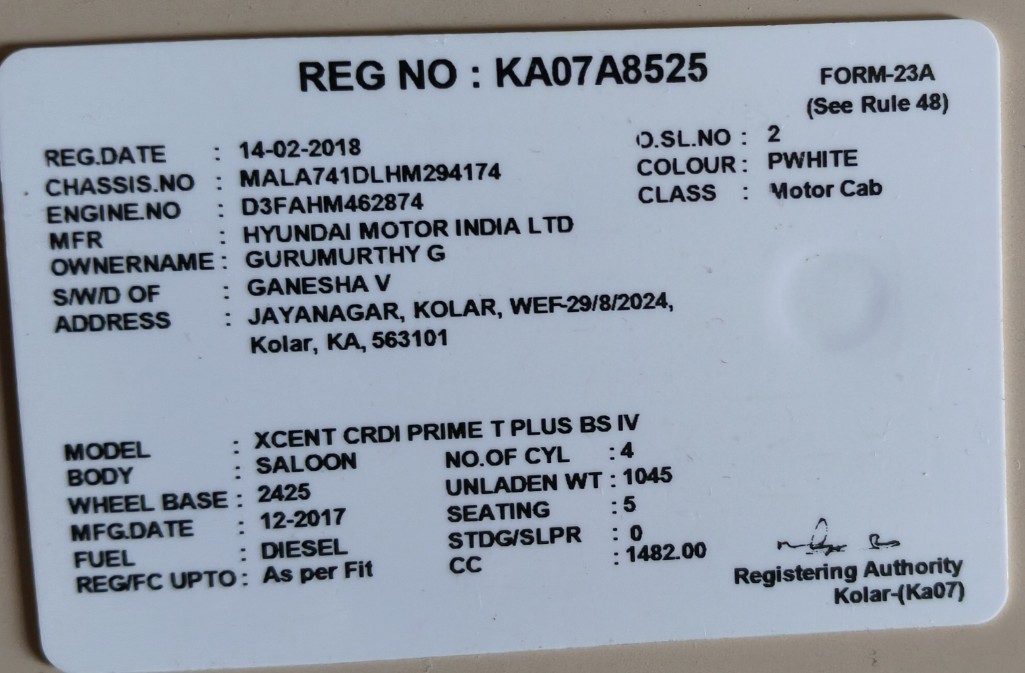 REG NO : KA07A8525
FORM-23A
(See Rule 48)
REG.DATE : 14-02-2018
O.SL.NO : 2
CHASSIS.NO : MALA741DLHM294174
COLOUR : PWHITE
ENGINE.NO : D3FAHM462874
CLASS : Motor Cab
MFR : HYUNDAI MOTOR INDIA LTD
OWNERNAME : GURUMURTHY G
S/W/D OF : GANESHA V
ADDRESS : JAYANAGAR, KOLAR, WEF-29/8/2024,
Kolar, KA, 563101
MODEL : XCENT CRDI PRIME T PLUS BS IV
BODY : SALOON
NO.OF CYL : 4
WHEEL BASE : 2425
UNLADEN WT : 1045
MFG.DATE : 12-2017
SEATING : 5
FUEL : DIESEL
STDG/SLPR : 0
REG/FC UPTO : As per Fit
CC : 1482.00
Registering Authority
Kolar-(Ka07)